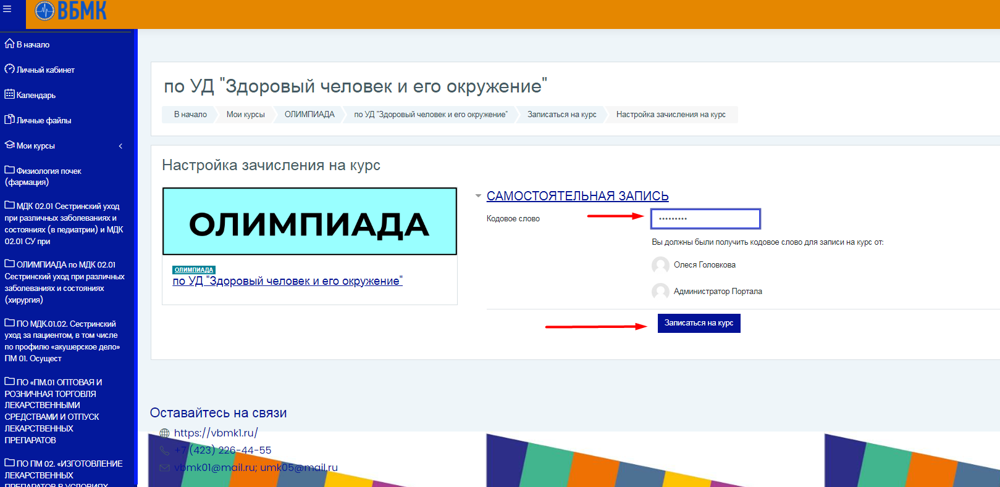 ВБМК
В начало
Личный кабинет
Календарь
Личные файлы
Мои курсы
Физиология почек
(фармация)
МДК 02.01 Сестринский уход
при различных заболеваниях и
состояниях (в педиатрии) и МДК
02.01 СУ при
ОЛИМПИАДА по МДК 02.01
Сестринский уход при различных
заболеваниях и состояниях
(хирургия)
ПО МДК.01.02. Сестринский
уход за пациентом, в том числе
по профилю «акушерское дело»
ПМ 01. Осущест
ПО «ПМ.01 ОПТОВАЯ И
РОЗНИЧНАЯ ТОРГОВЛЯ
ЛЕКАРСТВЕННЫМИ
СРЕДСТВАМИ И ОТПУСК
ЛЕКАРСТВЕННЫХ
ПРЕПАРАТОВ
ПО ПМ 02. «ИЗГОТОВЛЕНИЕ
ЛЕКАРСТВЕННЫХ
ПРЕПАРАТОВ В УСЛОВИЯХ
по УД "Здоровый человек и его окружение"
В начало Мои курсы ОЛИМПИАДА по УД "Здоровый человек и его окружение" Записаться на курс Настройка зачисления на курс
Настройка зачисления на курс
ОЛИМПИАДА
ОЛИМПИАДА
по УД "Здоровый человек и его окружение"
САМОСТОЯТЕЛЬНАЯ ЗАПИСЬ
Кодовое слово
Вы должны были получить кодовое слово для записи на курс от:
Олеся Головкова
Администратор Портала
Записаться на курс
Оставайтесь на связи
https://vbmk1.ru/
+7 (423) 226-44-55
vbmk01@mail.ru; umk05@mail.ru